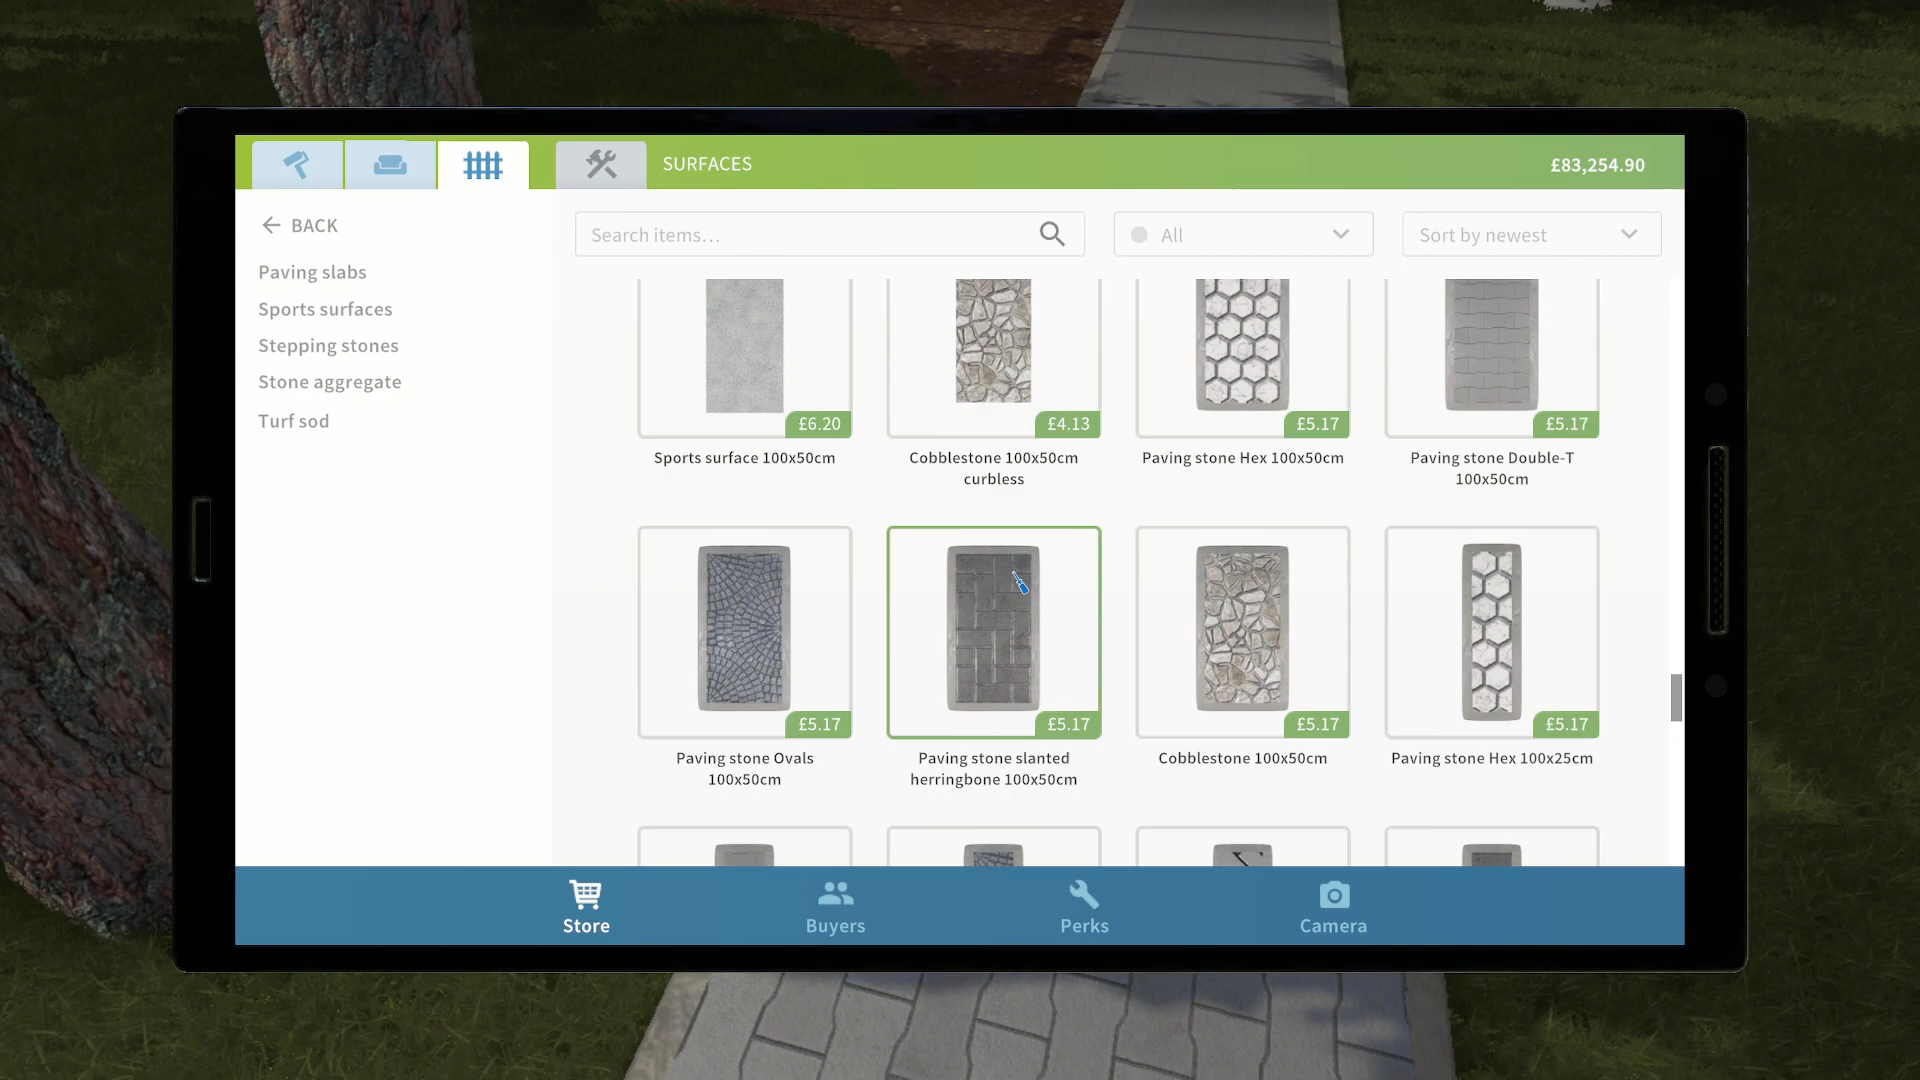 SURFACES
£83,254.90
BACK
Search items...
All
Sort by newest
Paving slabs
Sports surfaces
Stepping stones
Stone aggregate
Turf sod
£6.20
£4.13
£5.17
£5.17
Sports surface 100x50cm
Cobblestone 100x50cm
curbless
Paving stone Hex 100x50cm
Paving stone Double-T
100x50cm
£5.17
£5.17
£5.17
£5.17
Paving stone Ovals
100x50cm
Paving stone slanted
herringbone 100x50cm
Cobblestone 100x50cm
Paving stone Hex 100x25cm
Store
Buyers
Perks
Camera